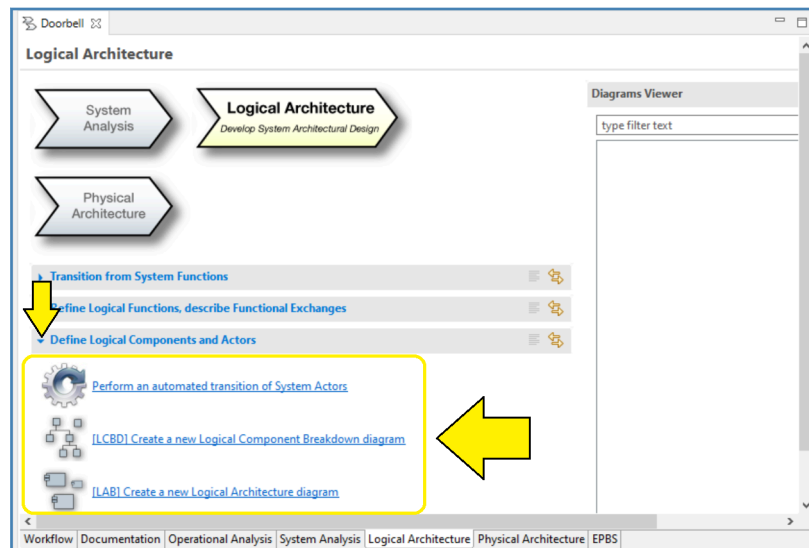 Doorbell
Logical Architecture
System
Analysis
Logical Architecture
Develop System Architectural Design
Physical
Architecture
Diagrams Viewer
type filter text
Transition from System Functions
Define Logical Functions, describe Functional Exchanges
Define Logical Components and Actors
Perform an automated transition of System Actors
[LCBD] Create a new Logical Component Breakdown diagram
[LAB] Create a new Logical Architecture diagram
Workflow Documentation Operational Analysis System Analysis Logical Architecture Physical Architecture EPBS